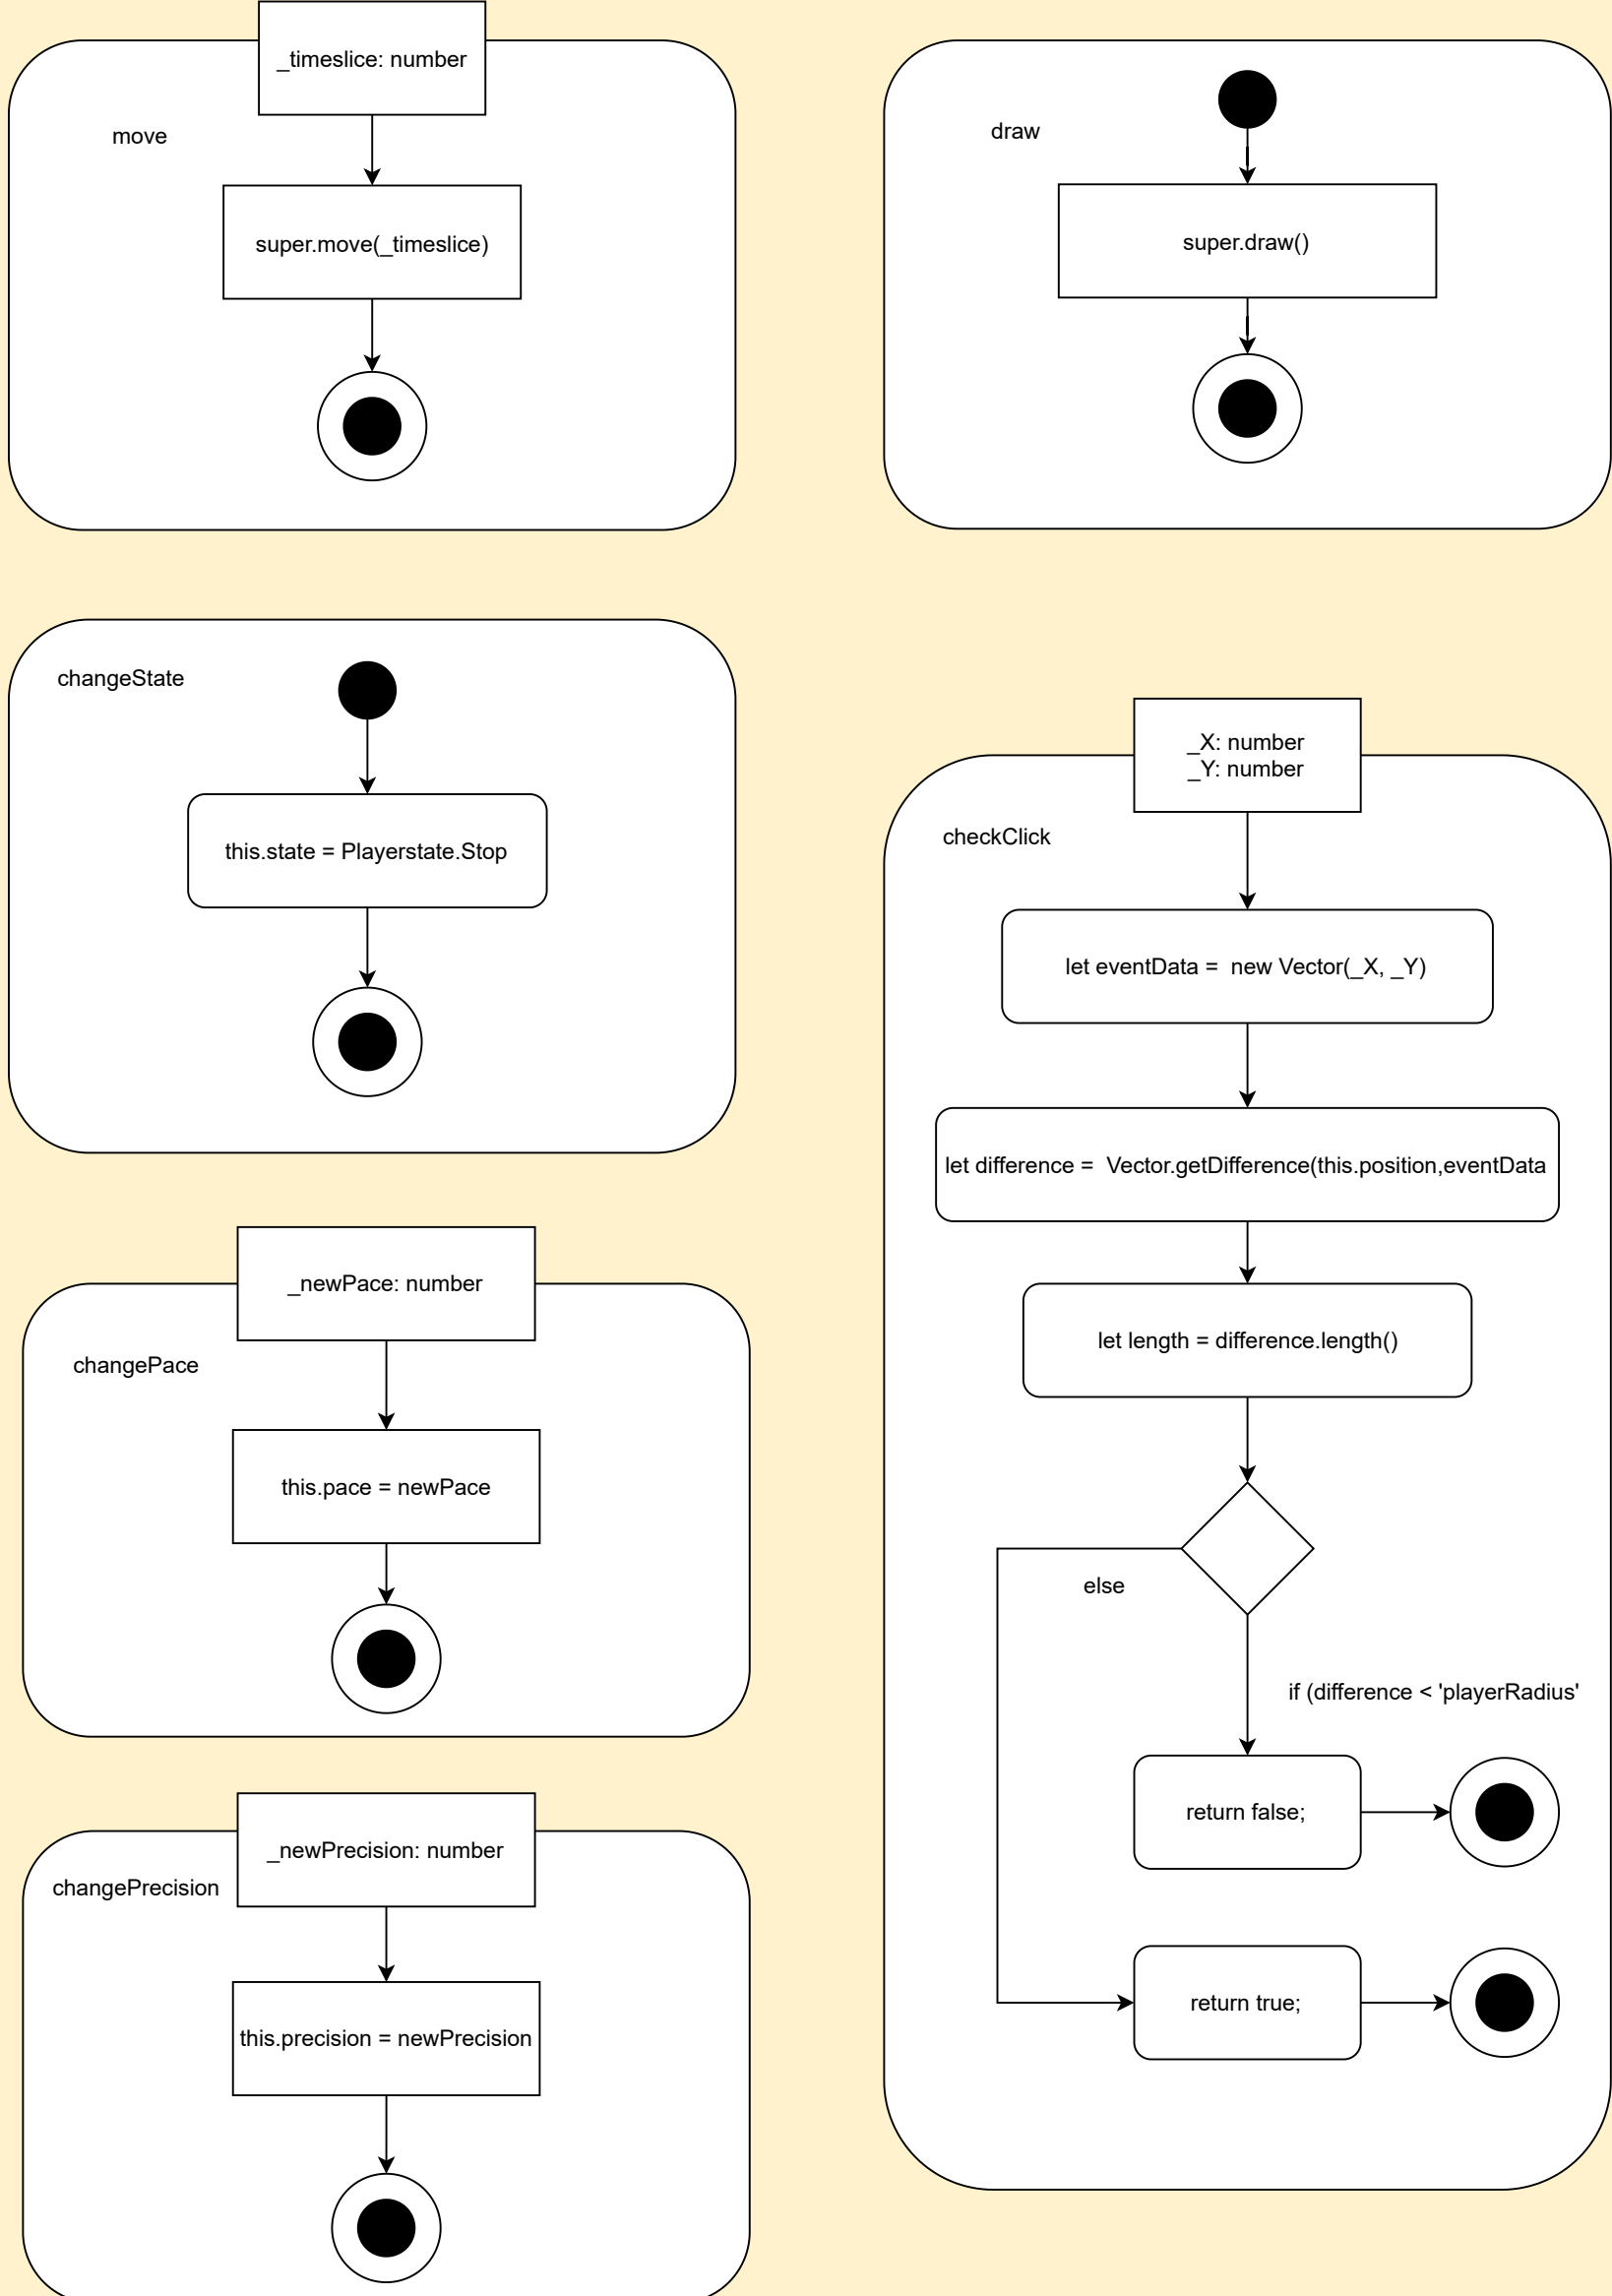 _timeslice: number
move
super.move(_timeslice)
draw
super.draw()
changeState
this.state = Playerstate.Stop
_X: number
_Y: number
checkClick
let eventData =  new Vector(_X, _Y)
let difference =  Vector.getDifference(this.position,eventData
let length = difference.length()
else
if (difference < 'playerRadius'
return false;
return true;
_newPace: number
changePace
this.pace = newPace
_newPrecision: number
changePrecision
this.precision = newPrecision